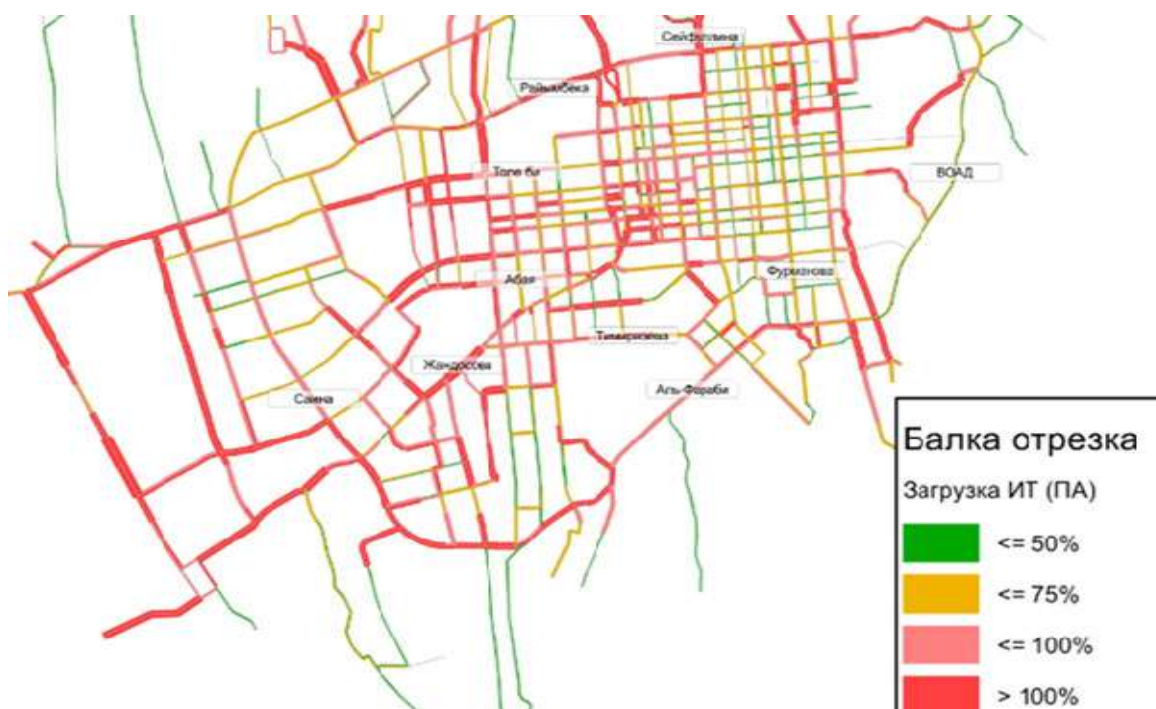 Сейфуллина
Райымбека
Толе би
ВОАД
Фурманова
Абая
Тимирязева
Жандосова
Аль-Фараби
Саина
Балка отрезка
Загрузка ИТ (ПА)
<= 50%
<= 75%
<= 100%
> 100%